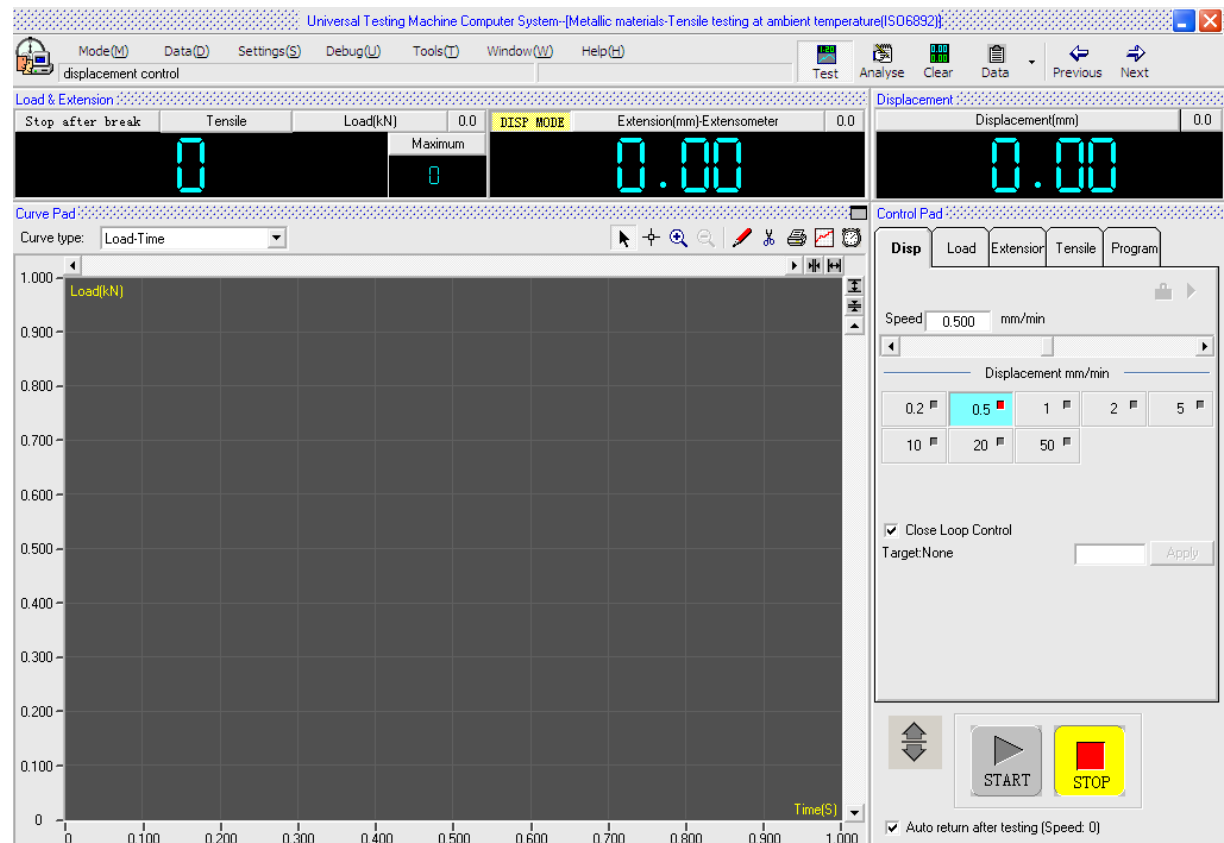 Universal Testing Machine Computer System--[Metallic materials-Tensile testing at ambient temperature(ISO6892)]
Mode(M) Data(D) Settings(S) Debug(U) Tools(T) Window(W) Help(H)
displacement control
Test Analyse Clear Data Previous Next
Load & Extension
Stop after break Tensile Load(kN) 0.0 DISP MODE Extension(mm)-Extensometer 0.0
0 Maximum 0 0.00
Displacement
Displacement(mm) 0.0
0.00
Curve Pad
Curve type: Load-Time
Load(kN)
1.000
0.900
0.800
0.700
0.600
0.500
0.400
0.300
0.200
0.100
0
Time(S)
0 0.100 0.200 0.300 0.400 0.500 0.600 0.700 0.800 0.900 1.000
Control Pad
Disp Load Extension Tensile Program
Speed 0.500 mm/min
Displacement mm/min
0.2 0.5 1 2 5
10 20 50
Close Loop Control
Target:None Apply
START STOP
Auto return after testing (Speed: 0)